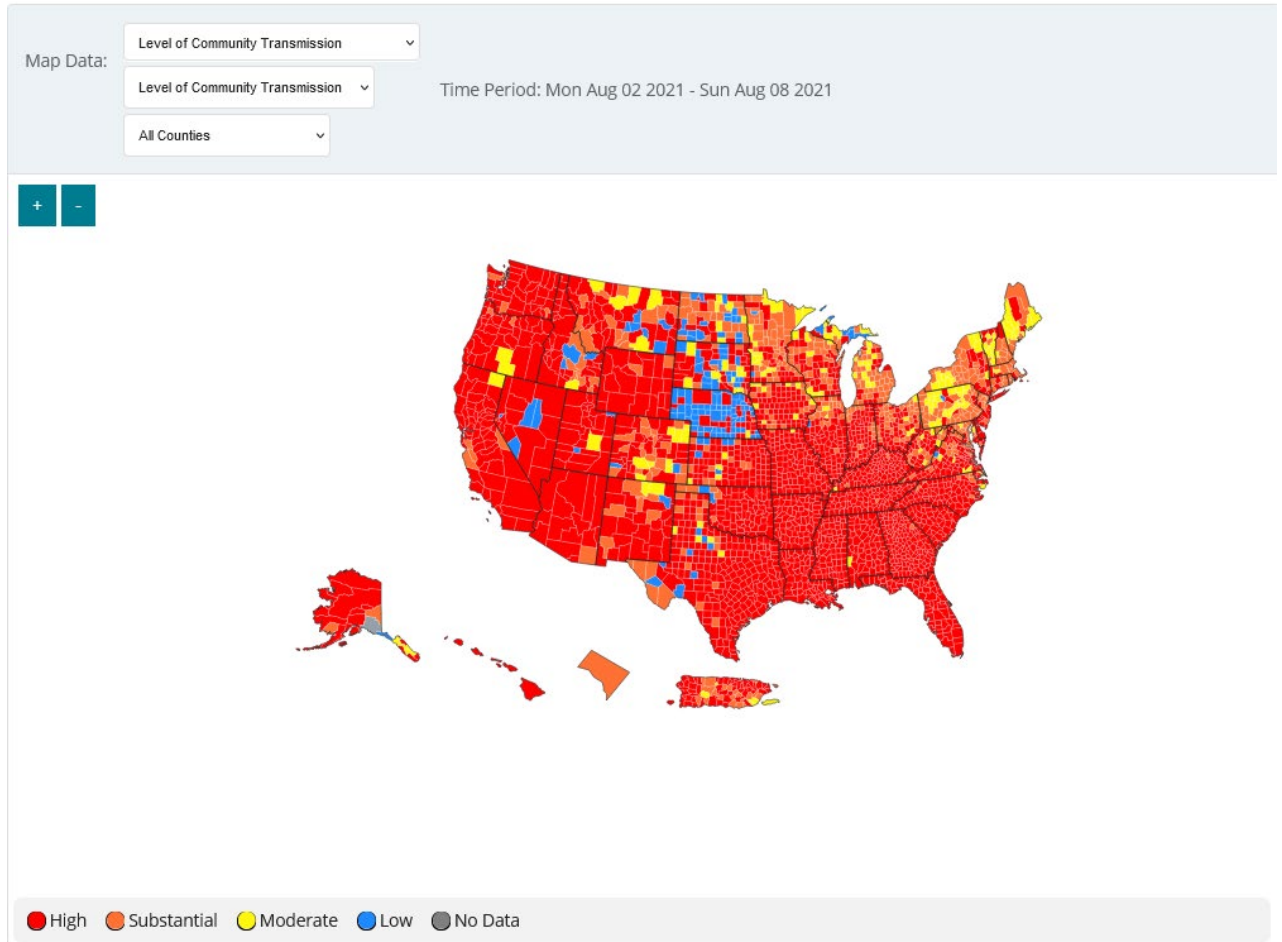 Map Data:
Level of Community Transmission
Level of Community Transmission
All Counties
Time Period: Mon Aug 02 2021 - Sun Aug 08 2021
+ -
High Substantial Moderate Low No Data